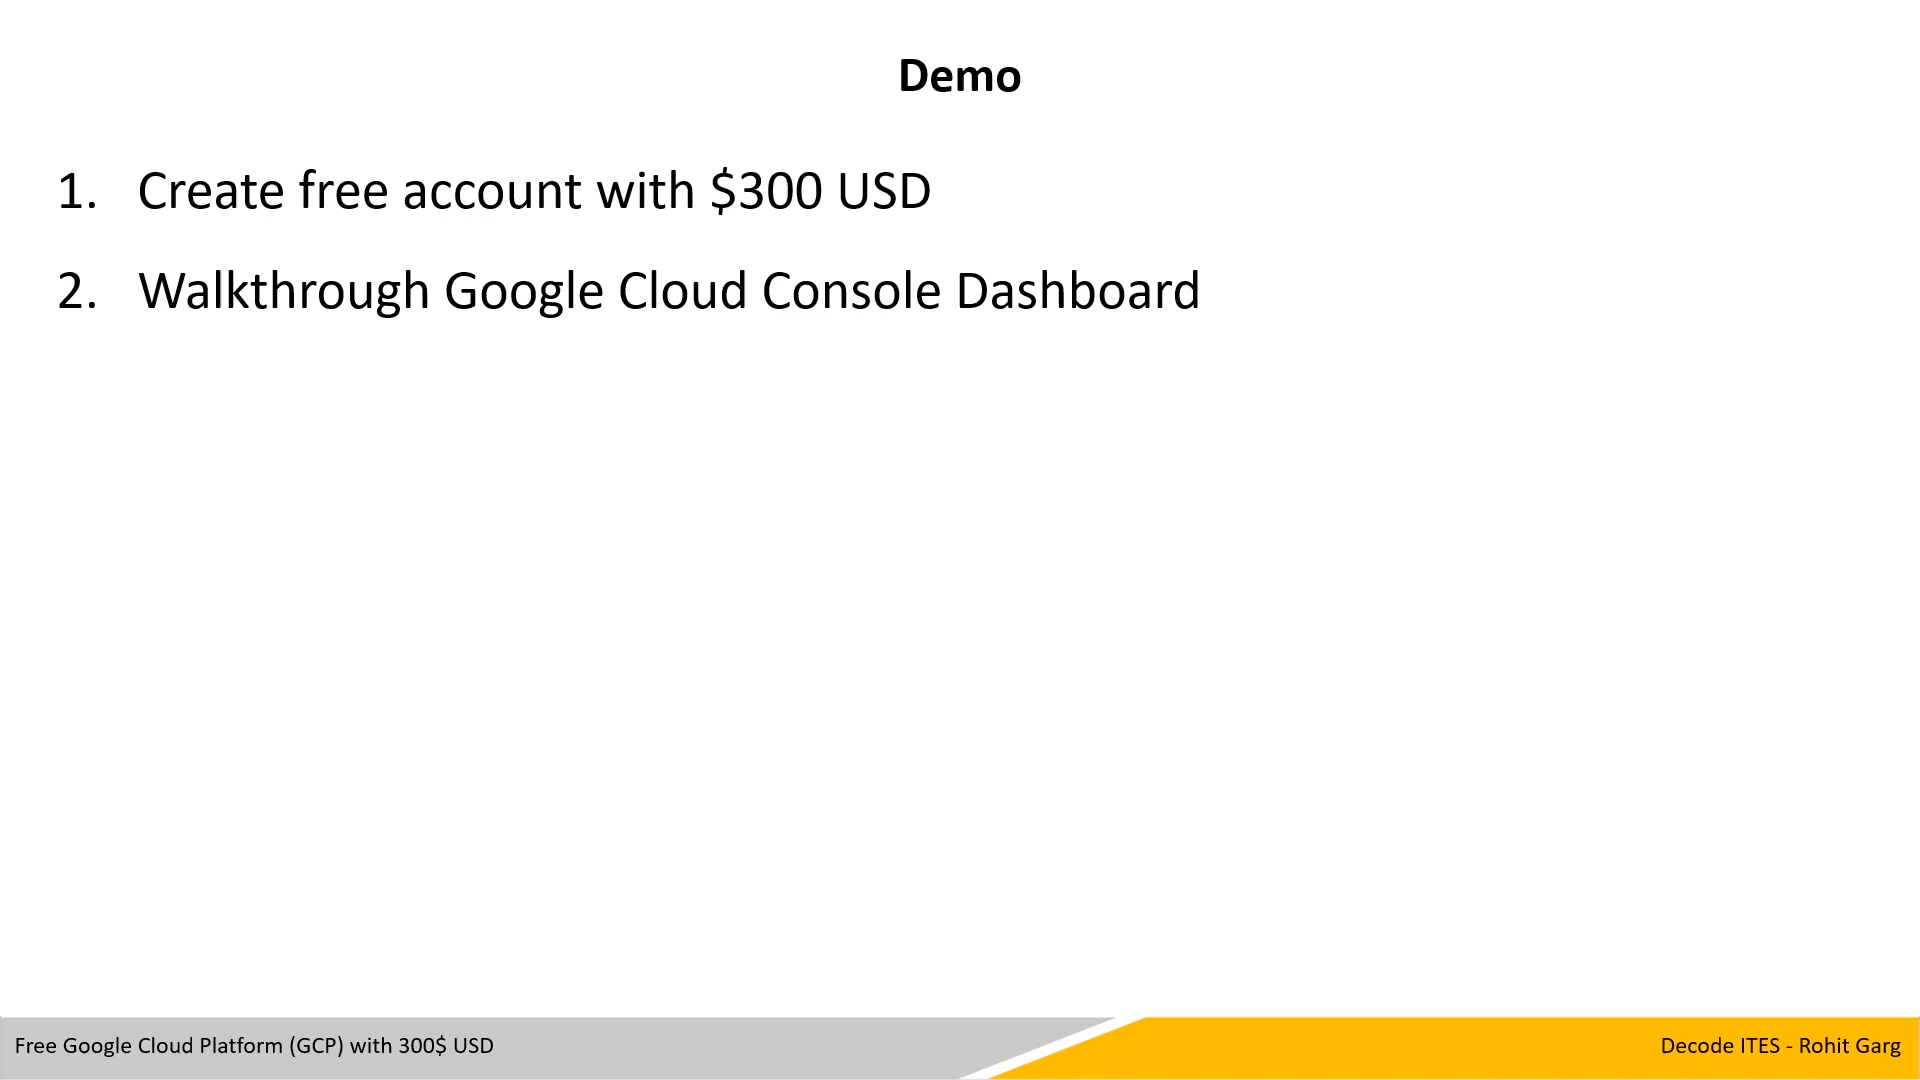 Demo
1. Create free account with $300 USD
2. Walkthrough Google Cloud Console Dashboard
Free Google Cloud Platform (GCP) with 300$ USD
Decode ITES - Rohit Garg